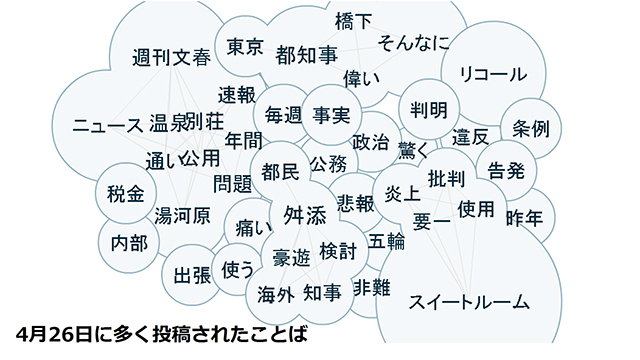 橋下
そんなに
東京
都知事
週刊文春
偉い
リコール
速報
毎週
事実
判明
ニュース
温泉
別荘
年間
政治
驚く
違反
条例
通い
公用
問題
都民
公務
批判
告発
税金
炎上
使用
湯河原
痛い
舛添
悲報
要一
昨年
内部
五輪
豪遊
検討
出張
使う
海外
知事
非難
スイートルーム
4月26日に多く投稿されたことば